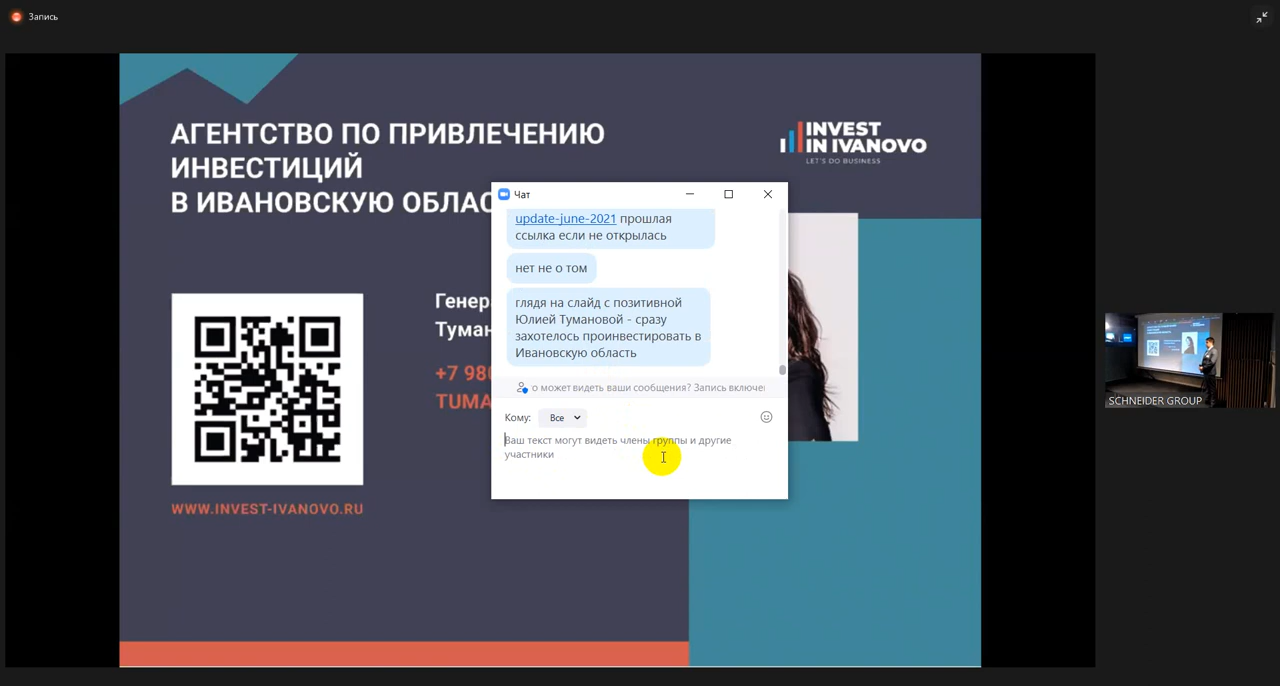 Запись
АГЕНТСТВО ПО ПРИВЛЕЧЕНИЮ
ИНВЕСТИЦИЙ
В ИВАНОВСКУЮ ОБЛАС
INVEST
IN IVANOVO
LET'S DO BUSINESS
Чат
update-june-2021 прошлая
ссылка если не открылась
нет не о том
глядя на слайд с позитивной
Юлией Тумановой - сразу
захотелось проинвестировать в
Ивановскую область
о может видеть ваши сообщения? Запись включе
Кому: Все
Ваш текст могут видеть члены группы и другие
участники
Генер
Туман
+7 980
TUMA
WWW.INVEST-IVANOVO.RU
SCHNEIDER GROUP